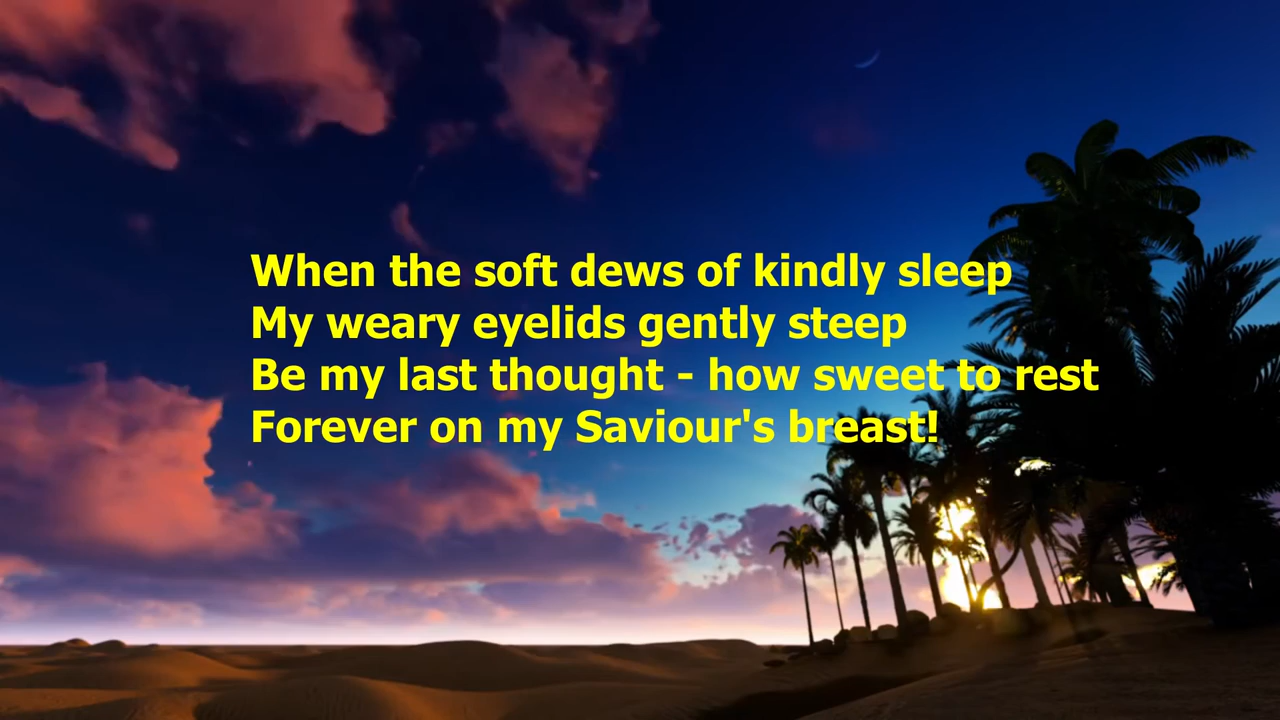 When the soft dews of kindly sleep
My weary eyelids gently steep
Be my last thought - how sweet to rest
Forever on my Saviour's breast!